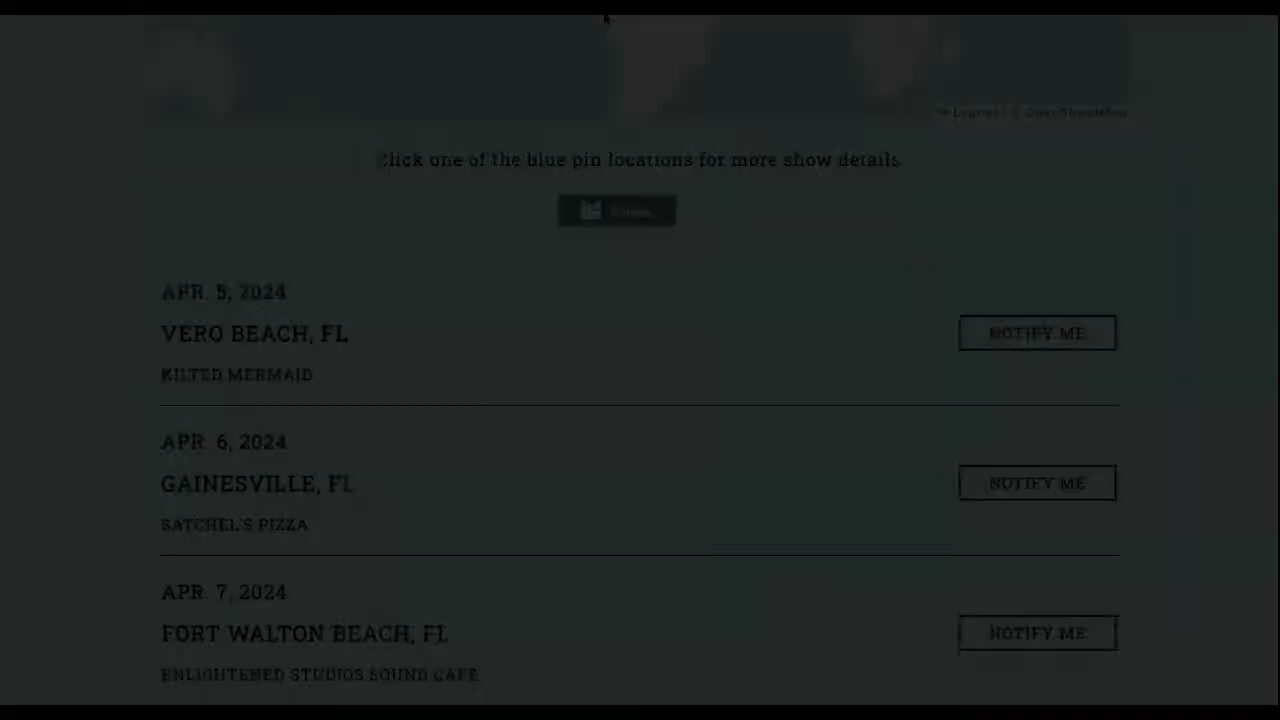 Click one of the blue pin locations for more show details
APR. 5, 2024
VERO BEACH, FL
NOTIFY ME
KILTED MERMAID
APR. 6, 2024
GAINESVILLE, FL
NOTIFY ME
SATCHEL'S PIZZA
APR. 7, 2024
FORT WALTON BEACH, FL
NOTIFY ME
ENLIGHTENED STUDIOS SOUND CAFE